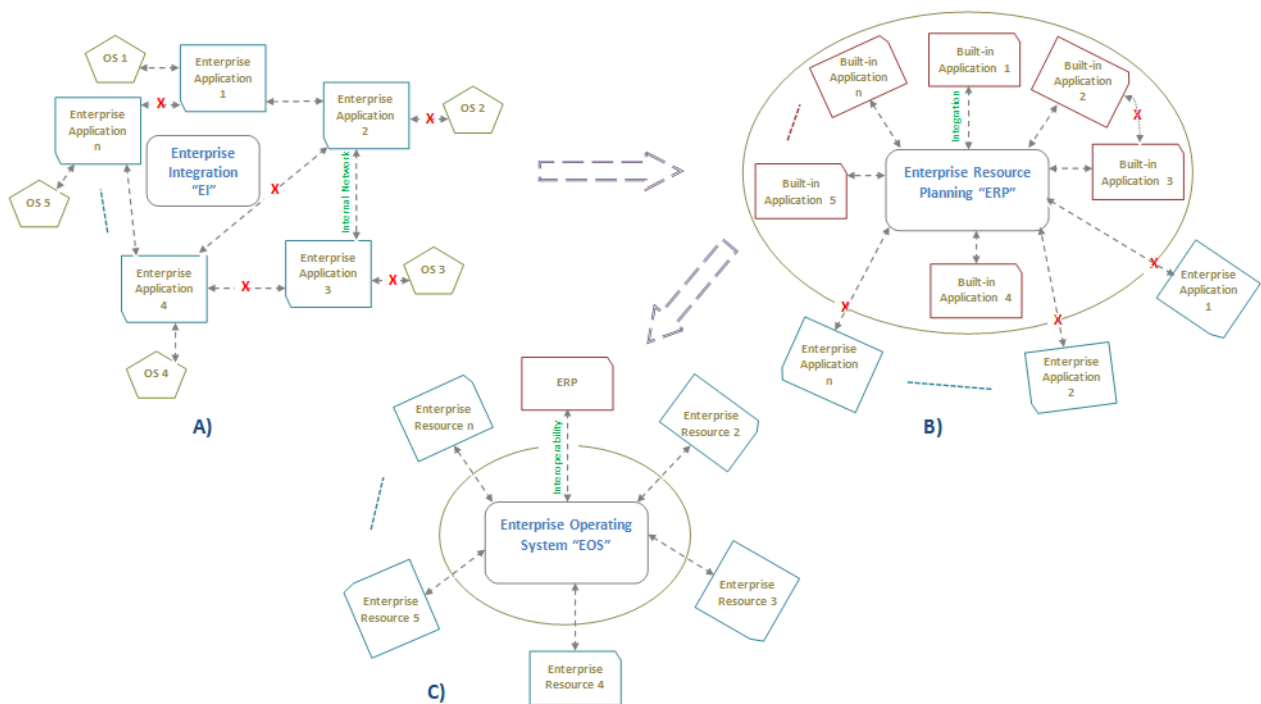 OS 1
Enterprise
Application
1
Enterprise
Application
2
OS 2
X
X
Enterprise
Application
n
Enterprise
Integration
"EI"
X
Internal Network
OS 5
Enterprise
Application
4
X
Enterprise
Application
3
X
OS 3
OS 4
A)
Built-in
Application
n
Built-in
Application 1
Built-in
Application
2
Integration
X
Built-in
Application 5
Enterprise Resource
Planning "ERP"
Built-in
Application 3
Built-in
Application 4
X
X
X
Enterprise
Application
1
Enterprise
Application
n
Enterprise
Application
2
B)
ERP
Enterprise
Resource n
Enterprise
Resource 2
Interoperability
Enterprise Operating
System "EOS"
Enterprise
Resource 5
Enterprise
Resource 3
Enterprise
Resource 4
C)